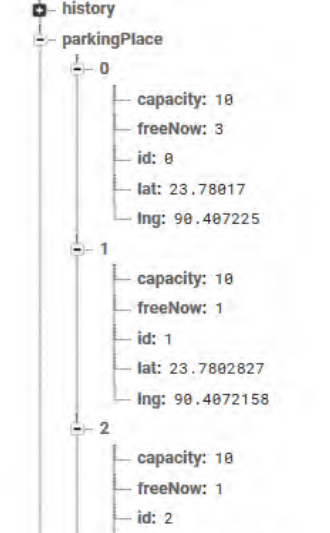 history
parkingPlace
0
capacity: 10
freeNow: 3
id: 0
lat: 23.78017
lng: 90.407225
1
capacity: 10
freeNow: 1
id: 1
lat: 23.7802827
lng: 90.4072158
2
capacity: 10
freeNow: 1
id: 2